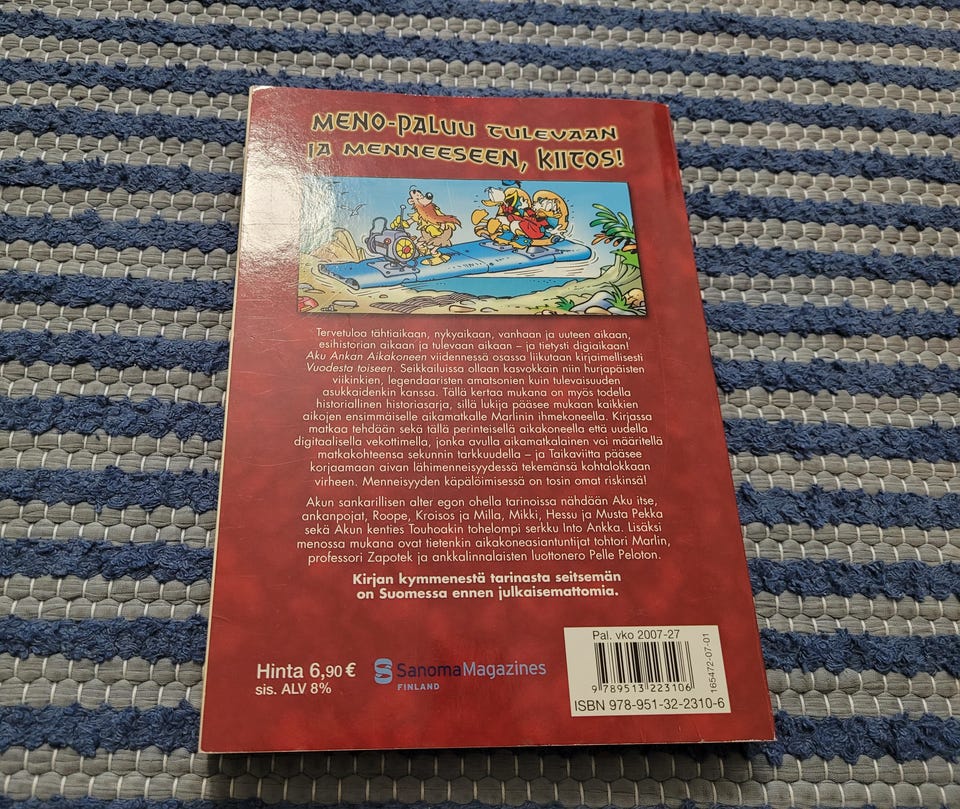 MENO-PALUU TULEVAAN
JA MENNEESEEN, KIITOS!
Tervetuloa tähtiaikaan, nykyaikaan, vanhaan ja uuteen aikaan,
esihistorian aikaan ja tulevaan aikaan – ja tietysti digiaikaan!
Aku Ankan Aikakoneen viidennessä osassa liikutaan kirjaimellisesti
Vuodesta toiseen. Seikkailuissa ollaan kasvokkain niin hurjapäisten
viikinkien, legendaaristen amatsonien kuin tulevaisuuden
asukkaidenkin kanssa. Tällä kertaa mukana on myös todella
historiallinen historiasarja, sillä lukija pääsee mukaan kaikkien
aikojen ensimmäiselle aikamatkalle Marlinin ihmekoneella. Kirjassa
matkaa tehdään sekä tällä perinteisellä aikakoneella että uudella
digitaalisella vekottimella, jonka avulla aikamatkalainen voi määritellä
matkakohteensa sekunnin tarkkuudella – ja Taikaviitta pääsee
korjaamaan aivan lähimenneisyydessä tekemänsä kohtalokkaan
virheen. Menneisyyden käpälöimisessä on tosin omat riskinsä!
Akun sankarillisen alter egon ohella tarinoissa nähdään Aku itse,
ankanpojat, Roope, Kroisos ja Milla, Mikki, Hessu ja Musta Pekka
sekä Akun kenties Touhoakin tohelompi serkku Into Ankka. Lisäksi
menossa mukana ovat tietenkin aikakoneasiantuntijat tohtori Marlin,
professori Zapotek ja ankkalinnalaisten luottonero Pelle Peloton.
Kirjan kymmenestä tarinasta seitsemän
on Suomessa ennen julkaisemattomia.
Hinta 6,90 €
sis. ALV 8%
SanomaMagazines
FINLAND
Pal. vko 2007-27
9 789513 223106
165472-07-01
ISBN 978-951-32-2310-6